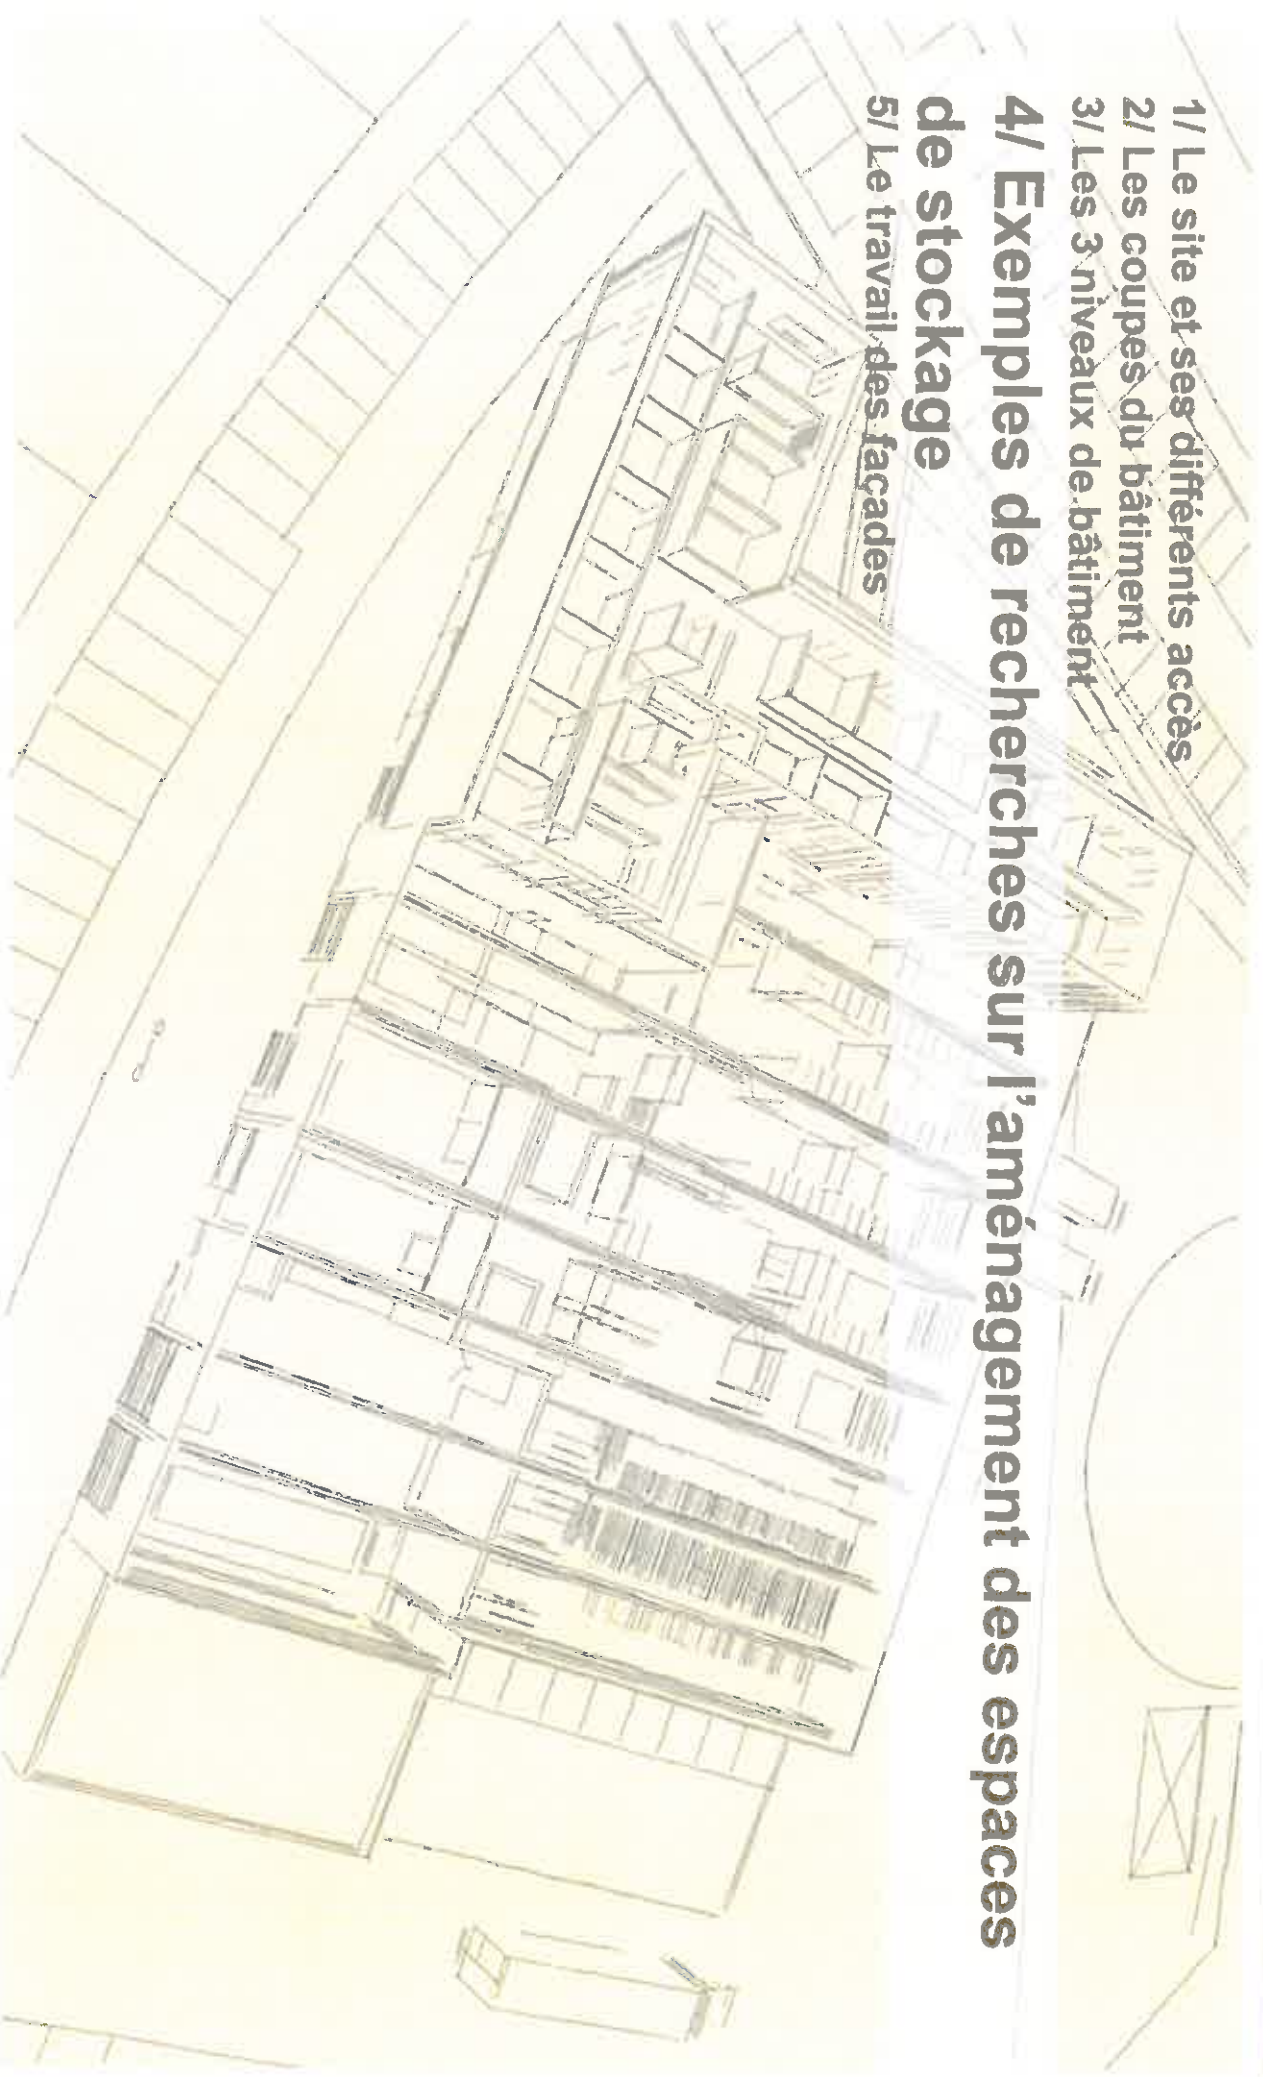 1/ Le site et ses différents accès
2/ Les coupes du bâtiment
3/ Les 3 niveaux de bâtiment
4/ Exemples de recherches sur l'aménagement des espaces
de stockage
5/ Le travail des façades